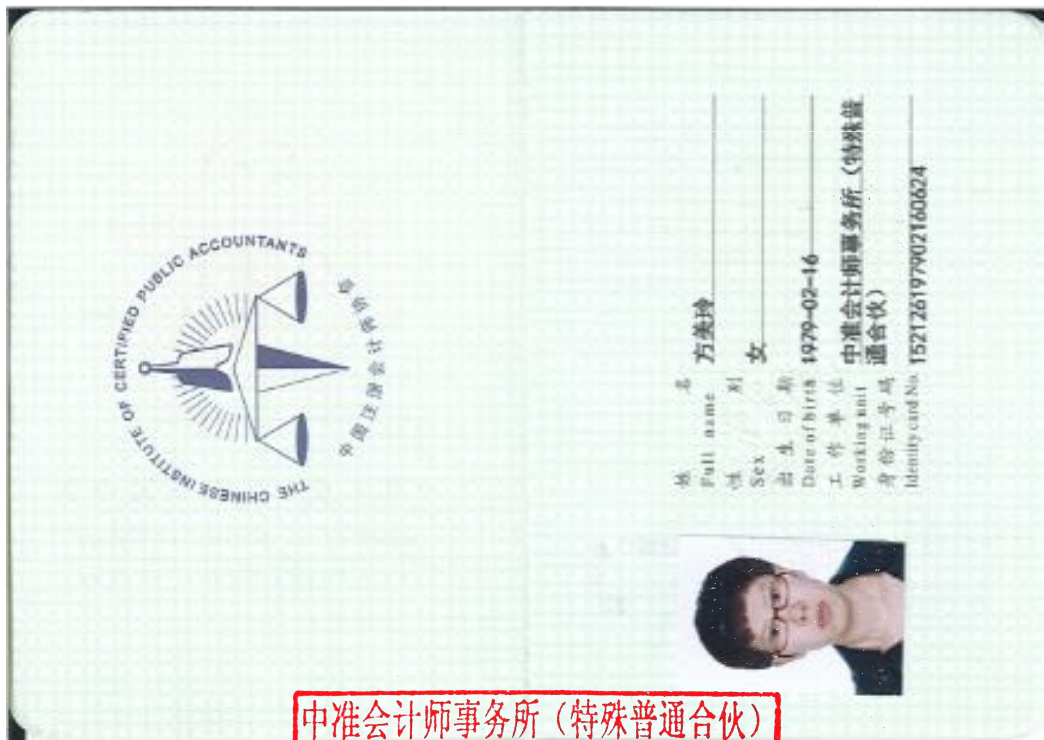 THE CHINESE INSTITUTE OF CERTIFIED PUBLIC ACCOUNTANTS
中国注册会计师协会
姓 名
Full name 方美玲
性 别
Sex 女
出生日期
Date of birth 1979-02-16
工作单位
Working unit 中准会计师事务所（特殊普
通合伙）
身份证号码
Identity card No. 152126197902160624
中准会计师事务所（特殊普通合伙）